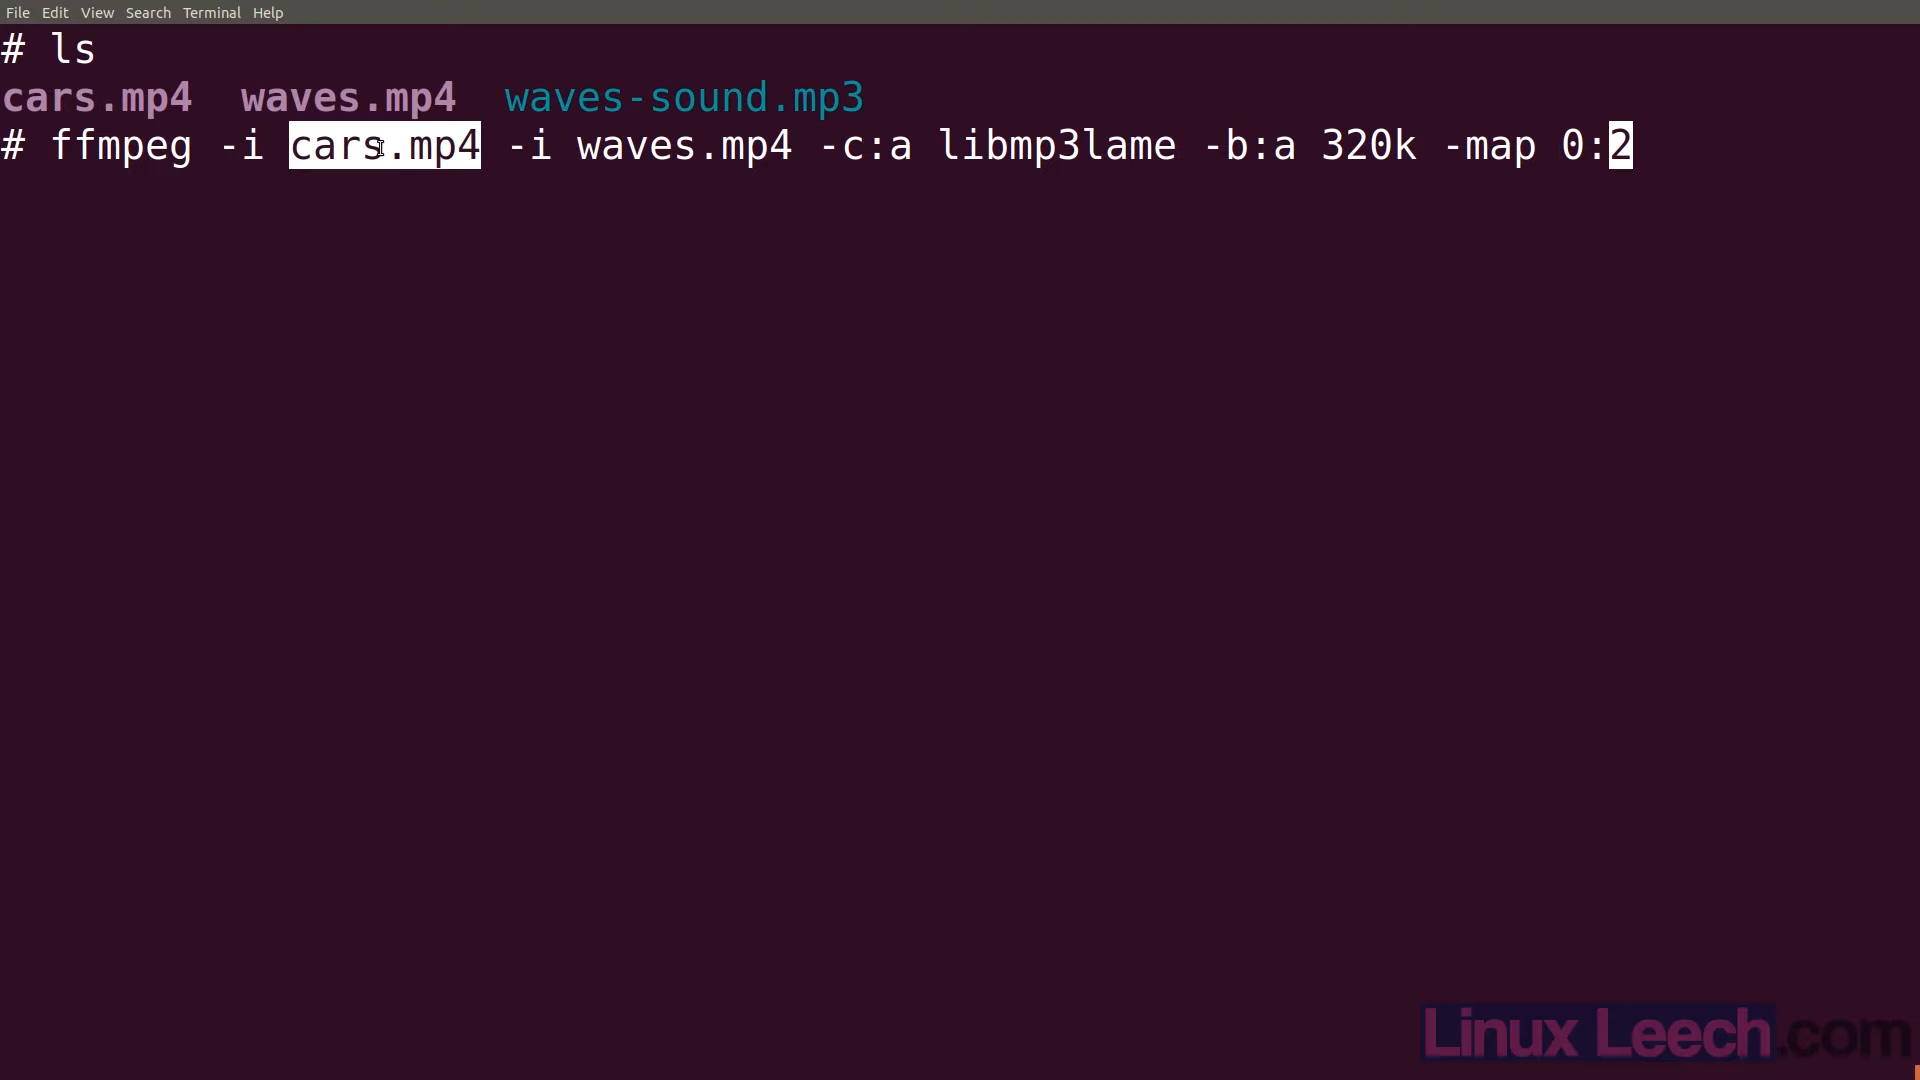 File Edit View Search Terminal Help
# ls
cars.mp4 waves.mp4 waves-sound.mp3
# ffmpeg -i cars.mp4 -i waves.mp4 -c:a libmp3lame -b:a 320k -map 0:2
Linux Leech.com